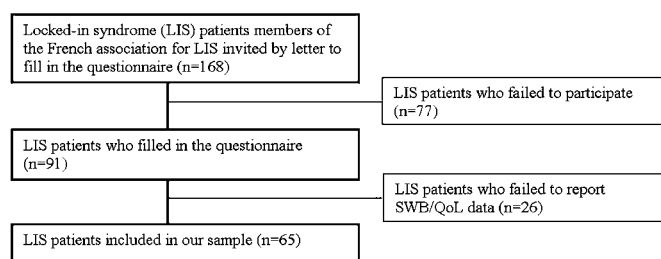 Locked-in syndrome (LIS) patients members of
the French association for LIS invited by letter to
fill in the questionnaire (n=168)
LIS patients who failed to participate
(n=77)
LIS patients who filled in the questionnaire
(n=91)
LIS patients who failed to report
SWB/QoL data (n=26)
LIS patients included in our sample (n=65)